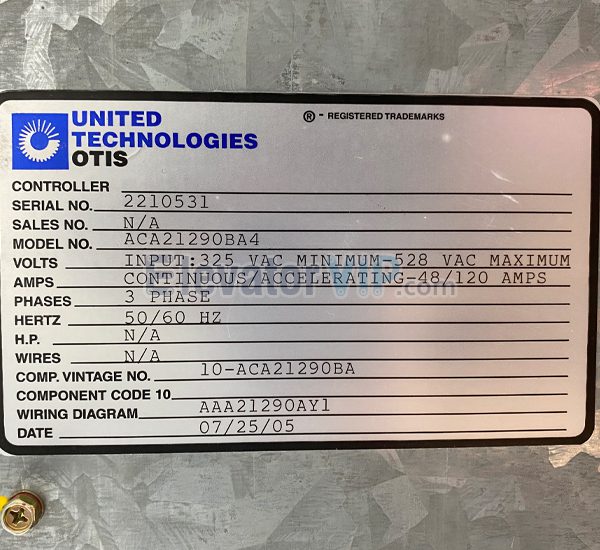 UNITED
TECHNOLOGIES
OTIS
® - REGISTERED TRADEMARKS
CONTROLLER
SERIAL NO. 2210531
SALES NO. N/A
MODEL NO. ACA21290BA4
VOLTS INPUT:325 VAC MINIMUM-528 VAC MAXIMUM
AMPS CONTINUOUS/ACCELERATING-48/120 AMPS
ElevatorVIP.com
PHASES 3 PHASE
HERTZ 50/60 HZ
H.P. N/A
WIRES N/A
COMP. VINTAGE NO. 10-ACA21290BA
COMPONENT CODE 10
WIRING DIAGRAM AAA21290AY1
DATE 07/25/05